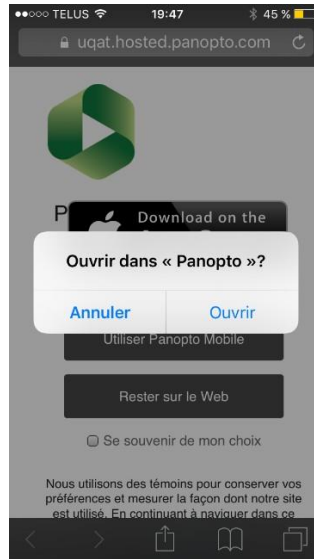 TELUS 19:47 45 %
uqat.hosted.panopto.com
P
Download on the
Ouvrir dans « Panopto »?
Annuler Ouvrir
Utiliser Panopto Mobile
Rester sur le Web
Se souvenir de mon choix
Nous utilisons des témoins pour conserver vos
préférences et mesurer la façon dont notre site
est utilisé. En continuant à naviguer dans ce